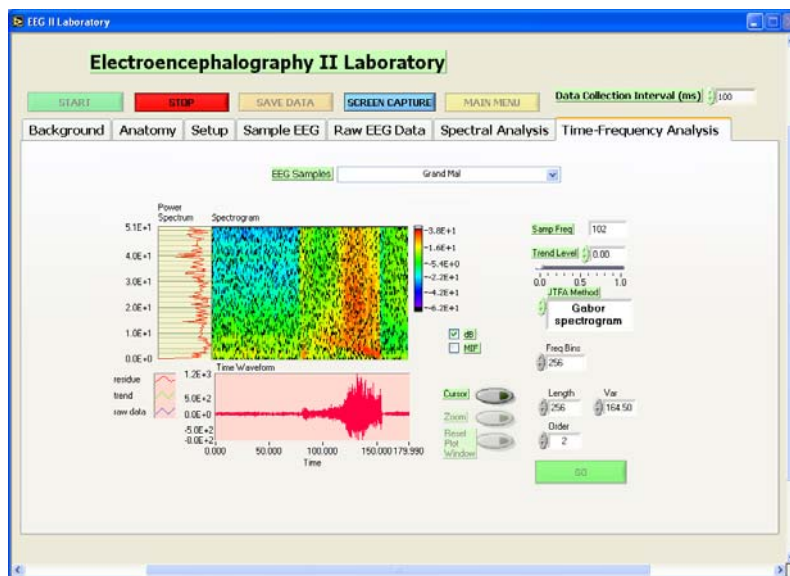 EEG II Laboratory
Electroencephalography II Laboratory
START STOP SAVE DATA SCREEN CAPTURE MAIN MENU Data Collection Interval (ms) 100
Background Anatomy Setup Sample EEG Raw EEG Data Spectral Analysis Time-Frequency Analysis
EEG Samples Grand Mal
Power
Spectrum Spectrogram
5.1E+1
4.0E+1
3.0E+1
2.0E+1
1.0E+1
0.0E+0
-3.8E+1
-1.6E+1
-5.4E+0
-2.2E+1
-4.2E+1
-6.2E+1
Samp Freq 102
Trend Level 0.00
0.0 0.5 1.0
JTFA Method
Gabor
spectrogram
dB
Freq Bins
256
Time Waveform
residue
trend
raw data
1.2E+3
5.0E+2
0.0E+0
-5.0E+2
0.000 50.000 100.000 150.000 179.990
Time
Cursor
Zoom
Reset
Plot
Window
Length Var
256 164.50
Order
2
GO